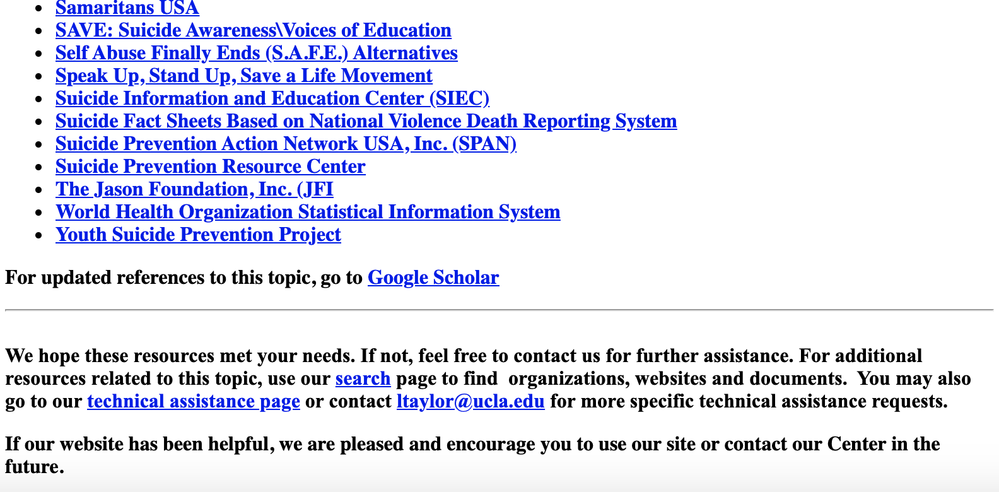 Samaritans USA
SAVE: Suicide Awareness\Voices of Education
Self Abuse Finally Ends (S.A.F.E.) Alternatives
Speak Up, Stand Up, Save a Life Movement
Suicide Information and Education Center (SIEC)
Suicide Fact Sheets Based on National Violence Death Reporting System
Suicide Prevention Action Network USA, Inc. (SPAN)
Suicide Prevention Resource Center
The Jason Foundation, Inc. (JFI
World Health Organization Statistical Information System
Youth Suicide Prevention Project
For updated references to this topic, go to Google Scholar
We hope these resources met your needs. If not, feel free to contact us for further assistance. For additional
resources related to this topic, use our search page to find  organizations, websites and documents.  You may also
go to our technical assistance page or contact ltaylor@ucla.edu for more specific technical assistance requests.
If our website has been helpful, we are pleased and encourage you to use our site or contact our Center in the
future.